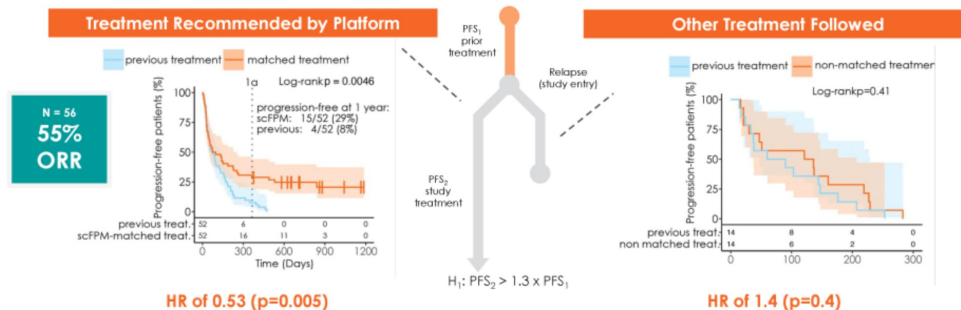 Treatment Recommended by Platform
previous treatment matched treatment
1a Log-rankp = 0.0046
progression-free at 1 year:
scFPM: 15/52 (29%)
previous: 4/52 (8%)
N = 56
55%
ORR
Progression-free patients (%)
100
75
50
25
0
previous treat. 52 6 0 0 0
scFPM-matched treat. 52 16 11 3 0
0 300 600 900 1200
Time (Days)
HR of 0.53 (p=0.005)
PFS1
prior
treatment
Relapse
(study entry)
PFS2
study
treatment
H1: PFS2 > 1.3 x PFS1
Other Treatment Followed
previous treatment non-matched treatmen
Log-rankp=0.41
Progression-free patients (%)
100
75
50
25
0
previous treat. 14 8 4 0
non matched treat. 14 6 2 0
0 100 200 300
HR of 1.4 (p=0.4)